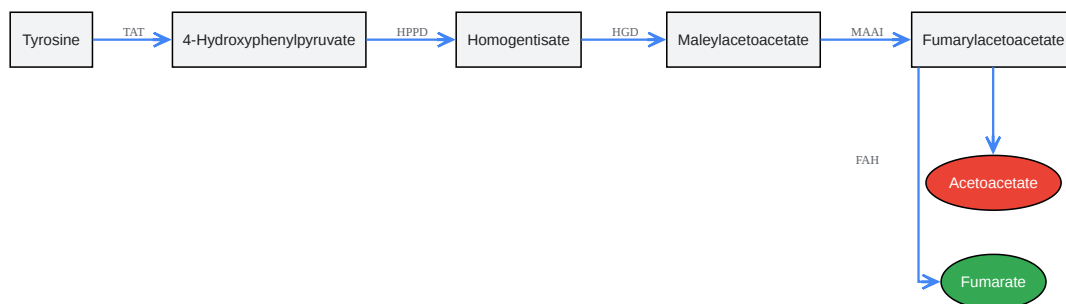 Tyrosine
TAT
4-Hydroxyphenylpyruvate
HPPD
Homogentisate
HGD
Maleylacetoacetate
MAAI
Fumarylacetoacetate
FAH
Acetoacetate
Fumarate